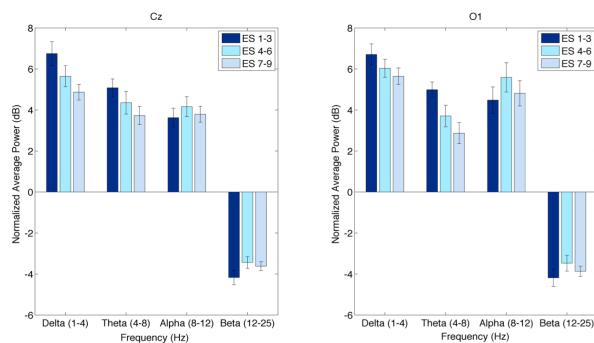 Cz
8
6
4
2
0
-2
-4
-6
Normalized Average Power (dB)
ES 1-3
ES 4-6
ES 7-9
Delta (1-4) Theta (4-8) Alpha (8-12) Beta (12-25)
Frequency (Hz)
O1
8
6
4
2
0
-2
-4
-6
Normalized Average Power (dB)
ES 1-3
ES 4-6
ES 7-9
Delta (1-4) Theta (4-8) Alpha (8-12) Beta (12-25)
Frequency (Hz)